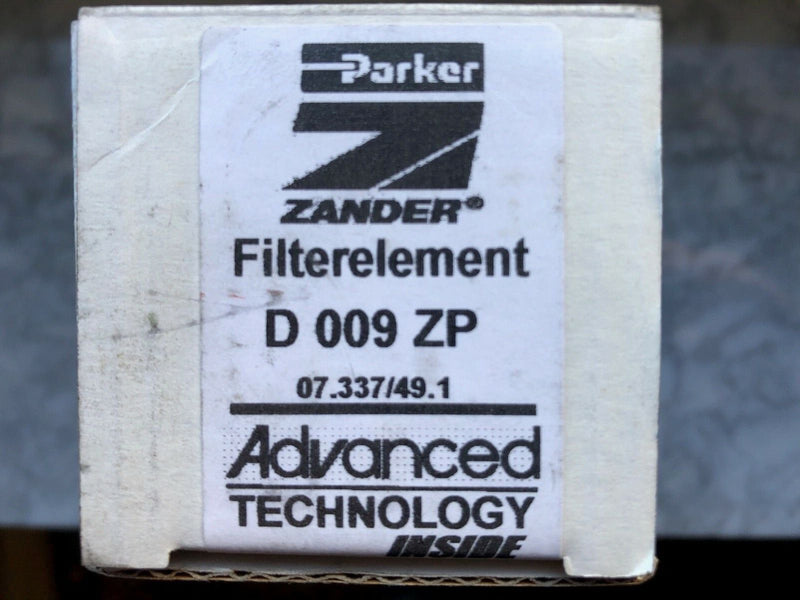 Parker
ZANDER®
Filterelement
D 009 ZP
07.337/49.1
Advanced
TECHNOLOGY
INSIDE